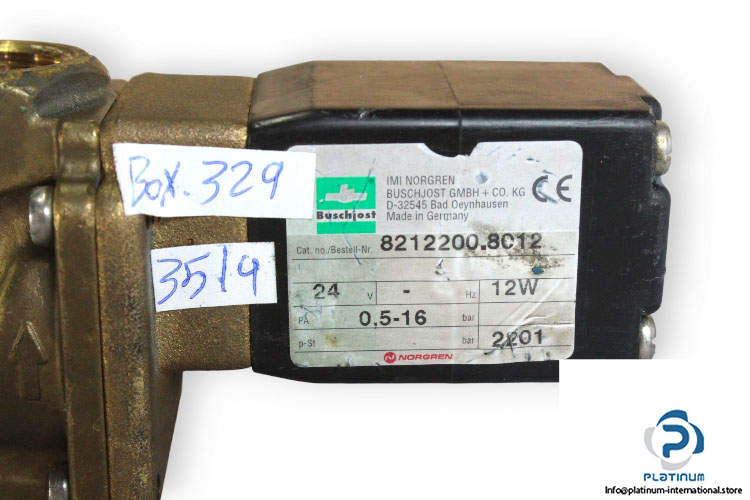 Box.329
3519
Buschjost
IMI NORGREN
BUSCHJOST GMBH + CO. KG
D-32545 Bad Oeynhausen
Made in Germany
CE
Cat. no./Bestell-Nr. 8212200.8012
24 V - Hz 12W
PA 0,5-16 bar
p-St bar 2201
NORGREN
PLATINUM
Info@platinum-international.store